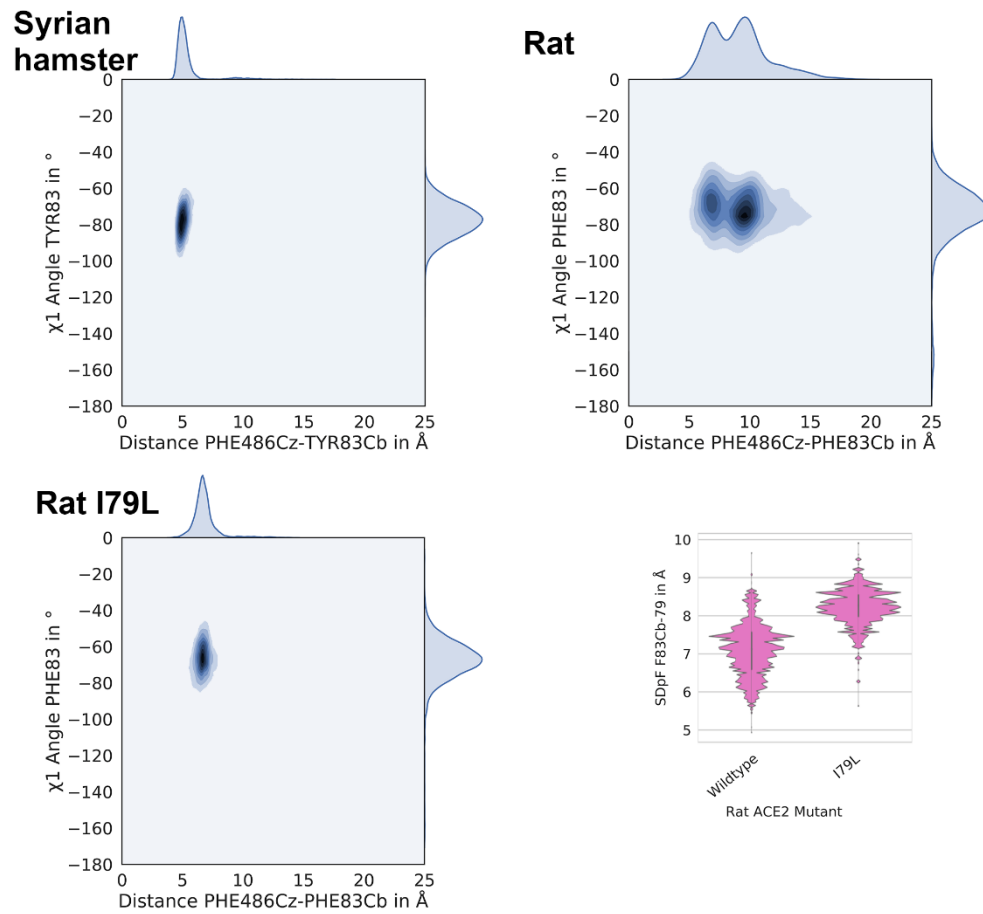 Syrian
hamster
0
−20
−40
−60
−80
−100
−120
−140
−160
−180
χ1 Angle TYR83 in °
0 5 10 15 20 25
Distance PHE486Cz-TYR83Cb in Å
Rat
0
−20
−40
−60
−80
−100
−120
−140
−160
−180
χ1 Angle PHE83 in °
0 5 10 15 20 25
Distance PHE486Cz-PHE83Cb in Å
Rat I79L
0
−20
−40
−60
−80
−100
−120
−140
−160
−180
χ1 Angle PHE83 in °
0 5 10 15 20 25
Distance PHE486Cz-PHE83Cb in Å
10
9
8
7
6
5
SDpF F83Cb-79 in Å
Wildtype I79L
Rat ACE2 Mutant